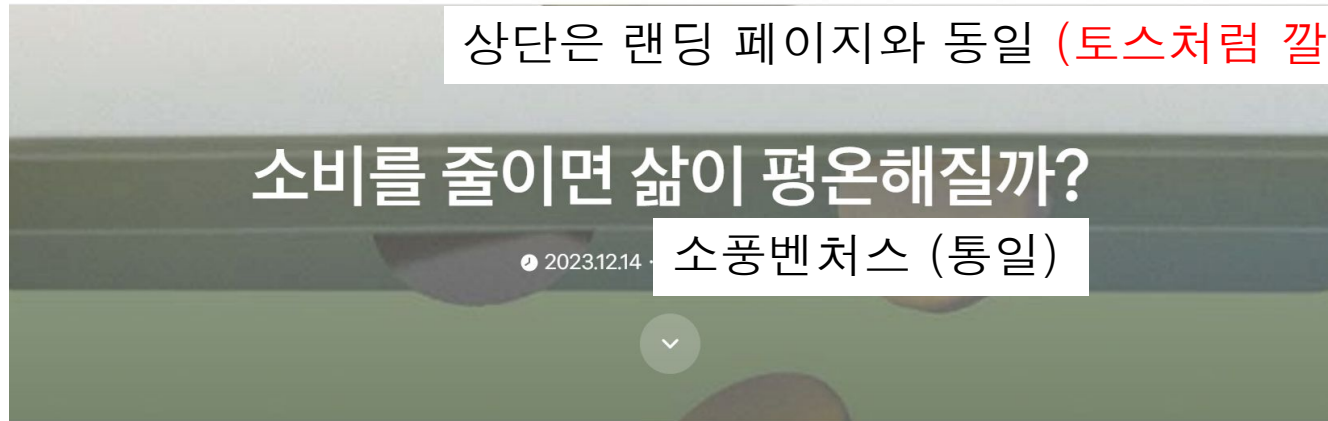 상단은 랜딩 페이지와 동일 (토스처럼 깔
소비를 줄이면 삶이 평온해질까?
2023.12.14 · 소풍벤처스 (통일)